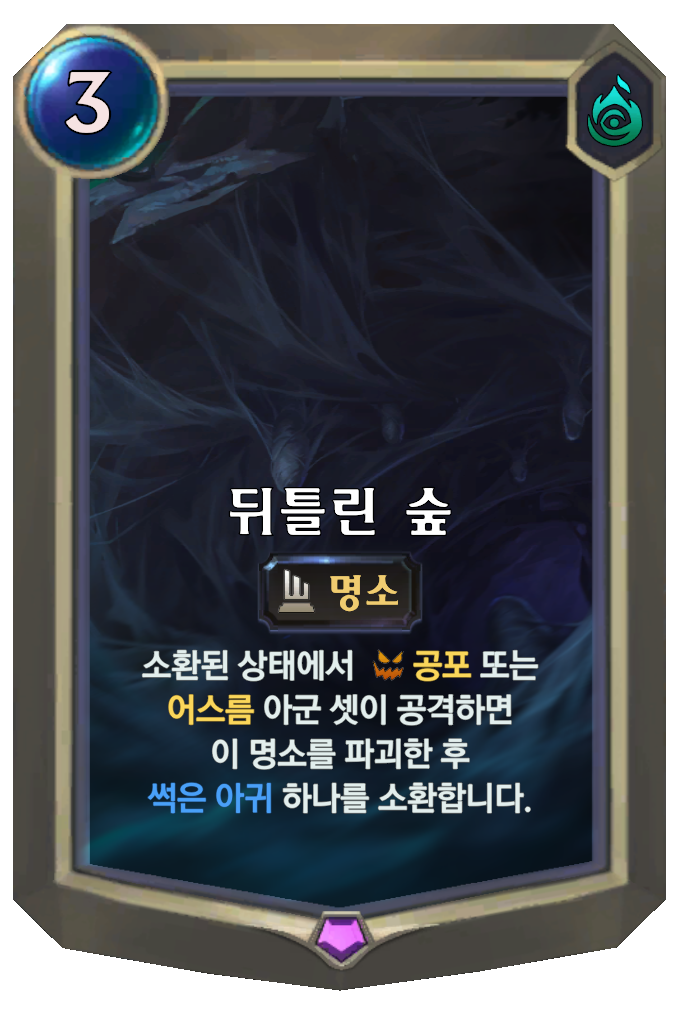 3
뒤틀린 숲
명소
소환된 상태에서 공포 또는
어스름 아군 셋이 공격하면
이 명소를 파괴한 후
썩은 아귀 하나를 소환합니다.